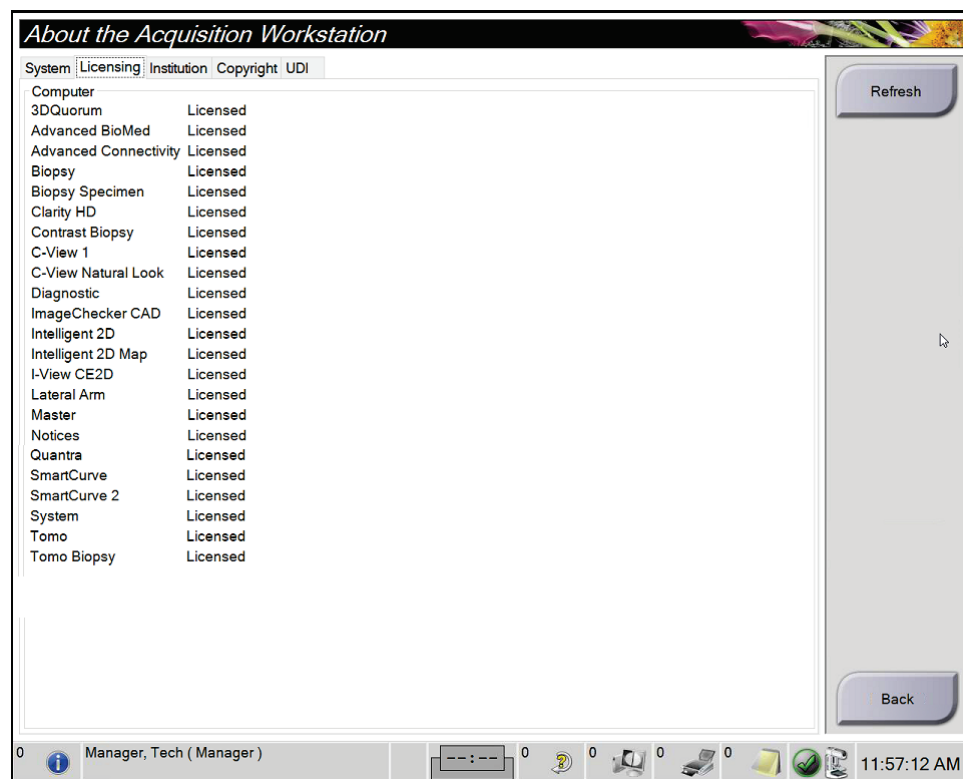 About the Acquisition Workstation
System Licensing Institution Copyright UDI
Refresh
Computer
3DQuorum Licensed
Advanced BioMed Licensed
Advanced Connectivity Licensed
Biopsy Licensed
Biopsy Specimen Licensed
Clarity HD Licensed
Contrast Biopsy Licensed
C-View 1 Licensed
C-View Natural Look Licensed
Diagnostic Licensed
ImageChecker CAD Licensed
Intelligent 2D Licensed
Intelligent 2D Map Licensed
I-View CE2D Licensed
Lateral Arm Licensed
Master Licensed
Notices Licensed
Quantra Licensed
SmartCurve Licensed
SmartCurve 2 Licensed
System Licensed
Tomo Licensed
Tomo Biopsy Licensed
Back
0 Manager, Tech ( Manager ) --:-- 0 0 0 0 11:57:12 AM